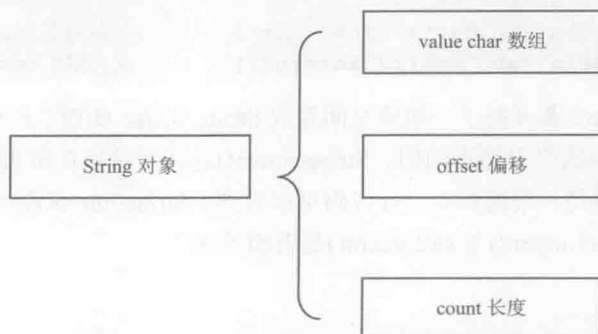 value char 数组
String 对象
offset 偏移
count 长度